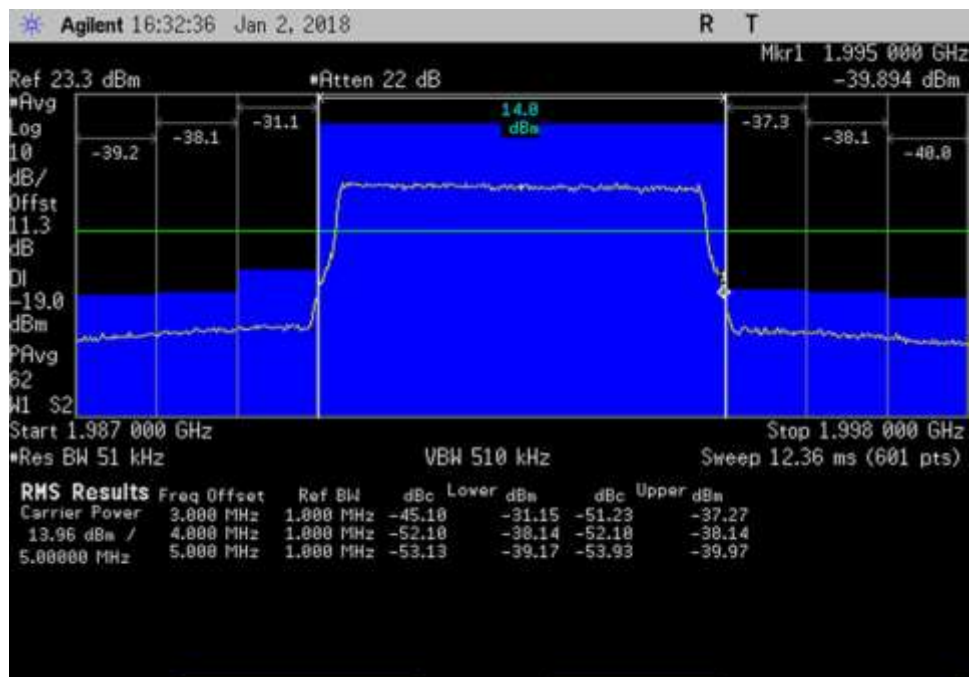 Agilent 16:32:36 Jan 2, 2018 R T
Mkr1 1.995 000 GHz
Ref 23.3 dBm #Atten 22 dB -39.894 dBm
#Avg
Log
10
dB/
Offst
11.3
dB
DI
-19.0
dBm
PAvg
62
W1 S2
14.0
dBm
-39.2 -38.1 -31.1 -37.3 -38.1 -40.0
1
Start 1.987 000 GHz Stop 1.998 000 GHz
#Res BW 51 kHz VBW 510 kHz Sweep 12.36 ms (601 pts)
RMS Results Freq Offset Ref BW dBc Lower dBm dBc Upper dBm
Carrier Power 3.000 MHz 1.000 MHz -45.10 -31.15 -51.23 -37.27
13.96 dBm / 4.000 MHz 1.000 MHz -52.10 -38.14 -52.10 -38.14
5.00000 MHz 5.000 MHz 1.000 MHz -53.13 -39.17 -53.93 -39.97